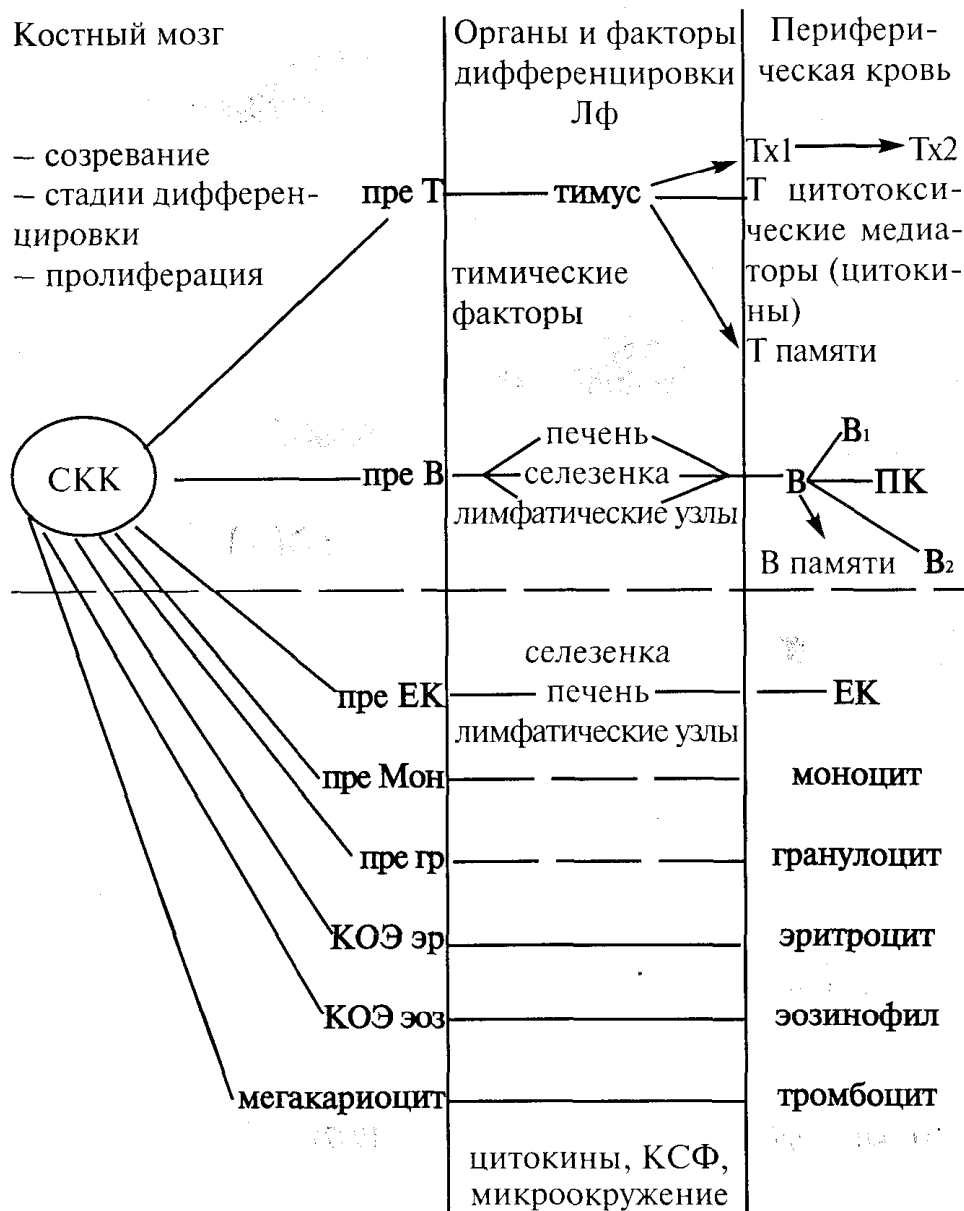 Костный мозг
– созревание
– стадии дифферен-
цировки
– пролиферация
Органы и факторы
дифференцировки
Лф
Перифери-
ческая кровь
пре Т
тимус
тимические
факторы
Тх1 Тх2
Т цитотокси-
ческие медиа-
торы (цитоки-
ны)
Т памяти
СКК
пре В
печень
селезенка
лимфатические узлы
В
В1
ПК
В памяти В2
пре ЕК
селезенка
печень
лимфатические узлы
ЕК
пре Мон
моноцит
пре гр
гранулоцит
КОЭ эр
эритроцит
КОЭ эоз
эозинофил
мегакариоцит
тромбоцит
цитокины, КСФ,
микроокружение